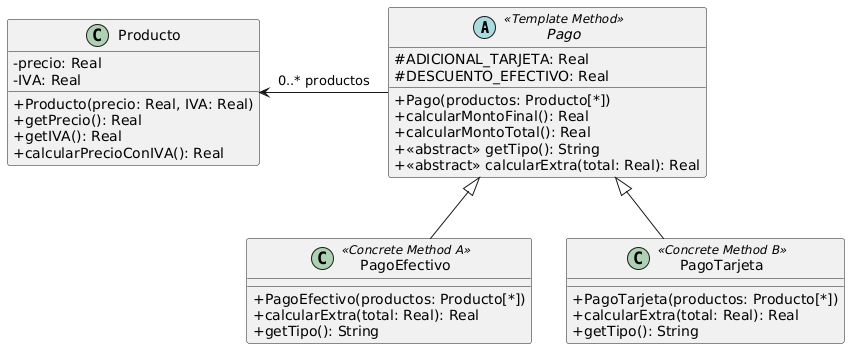 C Producto
-precio: Real
-IVA: Real
+Producto(precio: Real, IVA: Real)
+getPrecio(): Real
+getIVA(): Real
+calcularPrecioConIVA(): Real
0..* productos
A «Template Method»
Pago
#ADICIONAL_TARJETA: Real
#DESCUENTO_EFECTIVO: Real
+Pago(productos: Producto[*])
+calcularMontoFinal(): Real
+calcularMontoTotal(): Real
+«abstract» getTipo(): String
+«abstract» calcularExtra(total: Real): Real
C «Concrete Method A»
PagoEfectivo
+PagoEfectivo(productos: Producto[*])
+calcularExtra(total: Real): Real
+getTipo(): String
C «Concrete Method B»
PagoTarjeta
+PagoTarjeta(productos: Producto[*])
+calcularExtra(total: Real): Real
+getTipo(): String